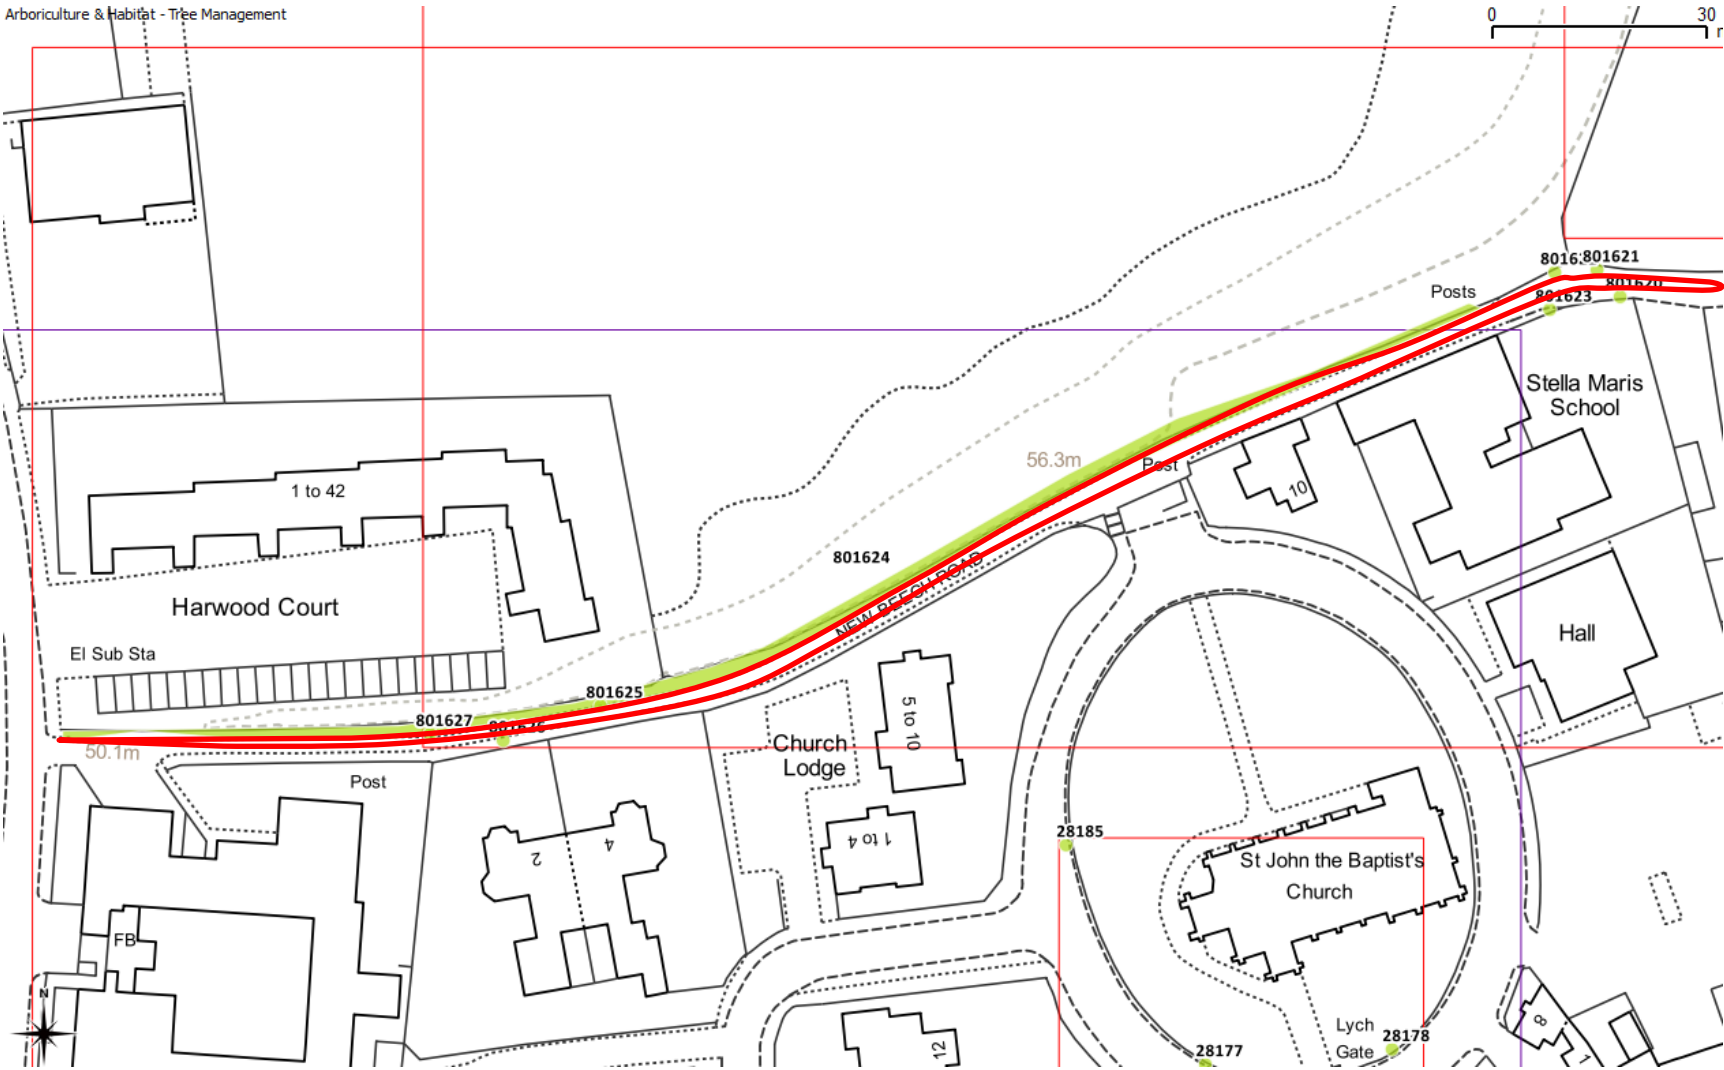 Arboriculture & Habitat - Tree Management
0
30
801621
801620
801623
Posts
Stella Maris
School
56.3m
Post
10
1 to 42
801624
NEW BEECH ROAD
Harwood Court
Hall
El Sub Sta
801625
801627
50.1m
Post
Church
Lodge
5 to 10
1 to 4
2
4
28185
St John the Baptist's
Church
FB
N
Lych
Gate
28178
28177
12
8
1